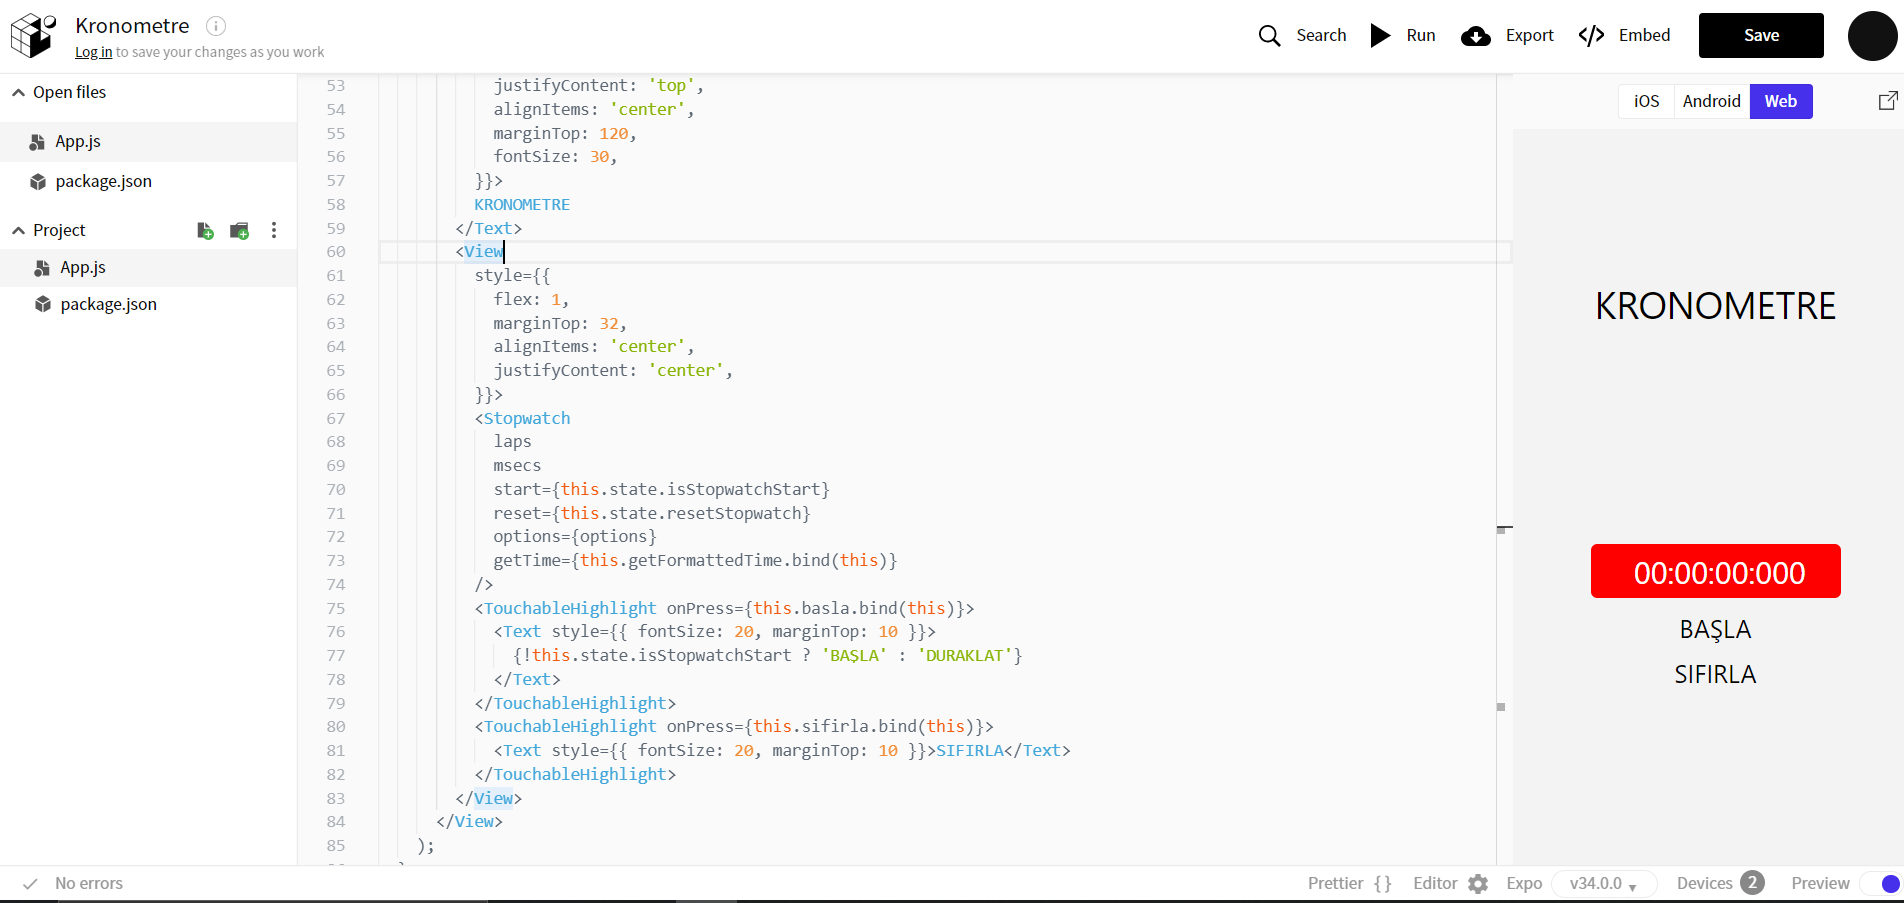 Kronometre
Log in to save your changes as you work
Search
Run
Export
Embed
Save
Open files
App.js
package.json
Project
App.js
package.json
53 justifyContent: 'top',
54 alignItems: 'center',
55 marginTop: 120,
56 fontSize: 30,
57 }}>
58 KRONOMETRE
59 </Text>
60 <View
61 style={{
62 flex: 1,
63 marginTop: 32,
64 alignItems: 'center',
65 justifyContent: 'center',
66 }}>
67 <Stopwatch
68 laps
69 msecs
70 start={this.state.isStopwatchStart}
71 reset={this.state.resetStopwatch}
72 options={options}
73 getTime={this.getFormattedTime.bind(this)}
74 />
75 <TouchableHighlight onPress={this.basla.bind(this)}>
76 <Text style={{ fontSize: 20, marginTop: 10 }}>
77 {!this.state.isStopwatchStart ? 'BAŞLA' : 'DURAKLAT'}
78 </Text>
79 </TouchableHighlight>
80 <TouchableHighlight onPress={this.sifirla.bind(this)}>
81 <Text style={{ fontSize: 20, marginTop: 10 }}>SIFIRLA</Text>
82 </TouchableHighlight>
83 </View>
84 </View>
85 );
iOS
Android
Web
KRONOMETRE
00:00:00:000
BAŞLA
SIFIRLA
No errors
Prettier {}
Editor
Expo
v34.0.0
Devices 2
Preview